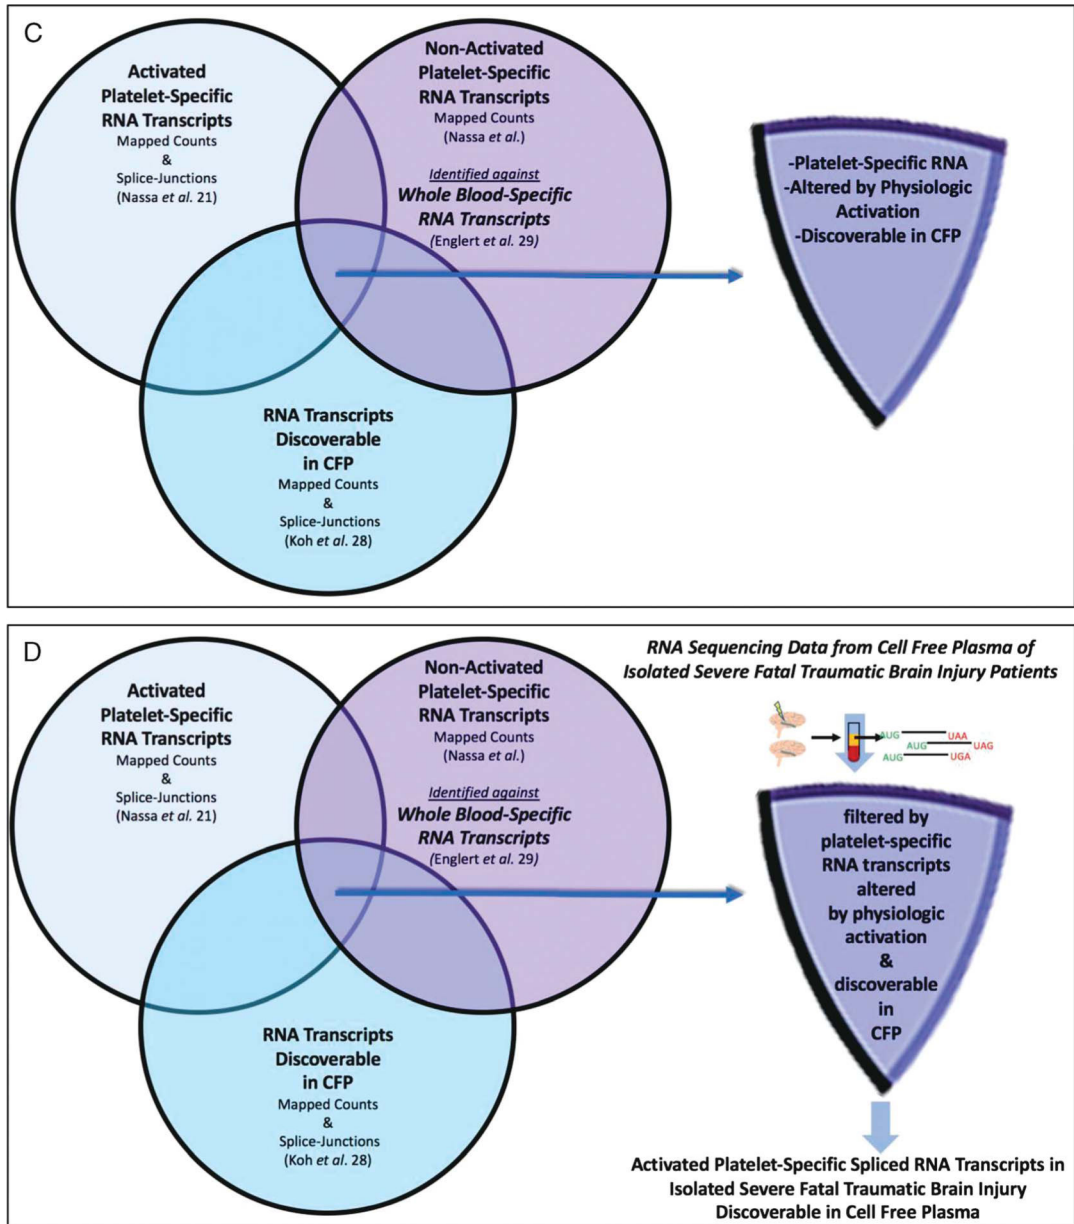 C
Activated
Platelet-Specific
RNA Transcripts
Mapped Counts
&
Splice-Junctions
(Nassa et al. 21)
Non-Activated
Platelet-Specific
RNA Transcripts
Mapped Counts
(Nassa et al.)
Identified against
Whole Blood-Specific
RNA Transcripts
(Englert et al. 29)
RNA Transcripts
Discoverable
in CFP
Mapped Counts
&
Splice-Junctions
(Koh et al. 28)
-Platelet-Specific RNA
-Altered by Physiologic
Activation
-Discoverable in CFP
D
Activated
Platelet-Specific
RNA Transcripts
Mapped Counts
&
Splice-Junctions
(Nassa et al. 21)
Non-Activated
Platelet-Specific
RNA Transcripts
Mapped Counts
(Nassa et al.)
Identified against
Whole Blood-Specific
RNA Transcripts
(Englert et al. 29)
RNA Transcripts
Discoverable
in CFP
Mapped Counts
&
Splice-Junctions
(Koh et al. 28)
RNA Sequencing Data from Cell Free Plasma of
Isolated Severe Fatal Traumatic Brain Injury Patients
AUG UAA
AUG UAG
AUG UGA
filtered by
platelet-specific
RNA transcripts
altered
by physiologic
activation
&
discoverable
in
CFP
Activated Platelet-Specific Spliced RNA Transcripts in
Isolated Severe Fatal Traumatic Brain Injury
Discoverable in Cell Free Plasma